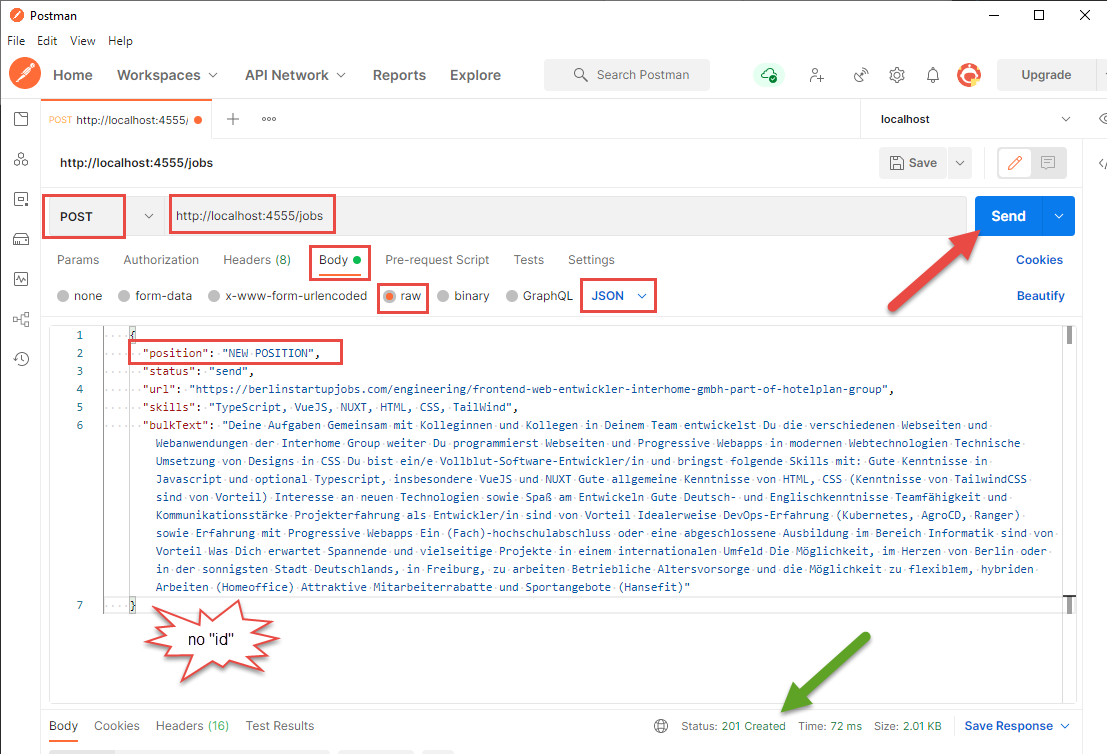 Postman
File Edit View Help
Home Workspaces API Network Reports Explore Search Postman Upgrade
POST http://localhost:4555/ localhost
http://localhost:4555/jobs Save
POST http://localhost:4555/jobs Send
Params Authorization Headers (8) Body Pre-request Script Tests Settings Cookies
none form-data x-www-form-urlencoded raw binary GraphQL JSON Beautify
1 {
2 "position": "NEW POSITION",
3 "status": "send",
4 "url": "https://berlinstartupjobs.com/engineering/frontend-web-entwickler-interhome-gmbh-part-of-hotelplan-group",
5 "skills": "TypeScript, VueJS, NUXT, HTML, CSS, TailWind",
6 "bulkText": "Deine Aufgaben Gemeinsam mit Kolleginnen und Kollegen in Deinem Team entwickelst Du die verschiedenen Webseiten und
Webanwendungen der Interhome Group weiter Du programmierst Webseiten und Progressive Webapps in modernen Webtechnologien Technische
Umsetzung von Designs in CSS Du bist ein/e Vollblut-Software-Entwickler/in und bringst folgende Skills mit: Gute Kenntnisse in
Javascript und optional Typescript, insbesondere VueJS und NUXT Gute allgemeine Kenntnisse von HTML, CSS (Kenntnisse von TailwindCSS
sind von Vorteil) Interesse an neuen Technologien sowie Spaß am Entwickeln Gute Deutsch- und Englischkenntnisse Teamfähigkeit und
Kommunikationsstärke Projekterfahrung als Entwickler/in sind von Vorteil Idealerweise DevOps-Erfahrung (Kubernetes, AgroCD, Ranger)
sowie Erfahrung mit Progressive Webapps Ein (Fach)-hochschulabschluss oder eine abgeschlossene Ausbildung im Bereich Informatik sind von
Vorteil Was Dich erwartet Spannende und vielseitige Projekte in einem internationalen Umfeld Die Möglichkeit, im Herzen von Berlin oder
in der sonnigsten Stadt Deutschlands, in Freiburg, zu arbeiten Betriebliche Altersvorsorge und die Möglichkeit zu flexiblem, hybriden
Arbeiten (Homeoffice) Attraktive Mitarbeiterrabatte und Sportangebote (Hansefit)"
7 }
no "id"
Body Cookies Headers (16) Test Results Status: 201 Created Time: 72 ms Size: 2.01 KB Save Response